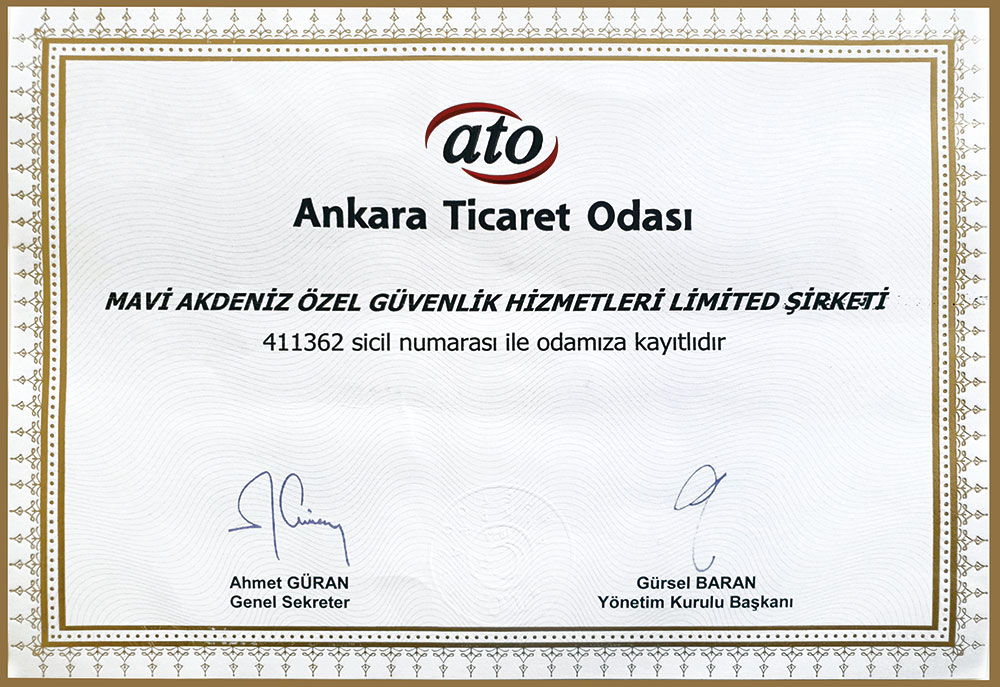 ato
Ankara Ticaret Odası
MAVİ AKDENİZ ÖZEL GÜVENLİK HİZMETLERİ LİMİTED ŞİRKETİ
411362 sicil numarası ile odamıza kayıtlıdır
Ahmet GÜRAN
Genel Sekreter
Gürsel BARAN
Yönetim Kurulu Başkanı